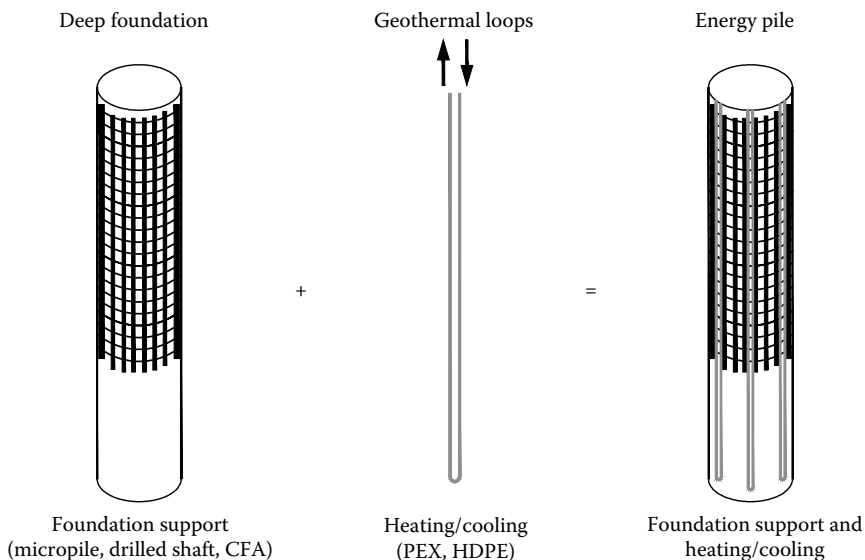 Deep foundation
Geothermal loops
Energy pile
+
=
Foundation support
(micropile, drilled shaft, CFA)
Heating/cooling
(PEX, HDPE)
Foundation support and
heating/cooling